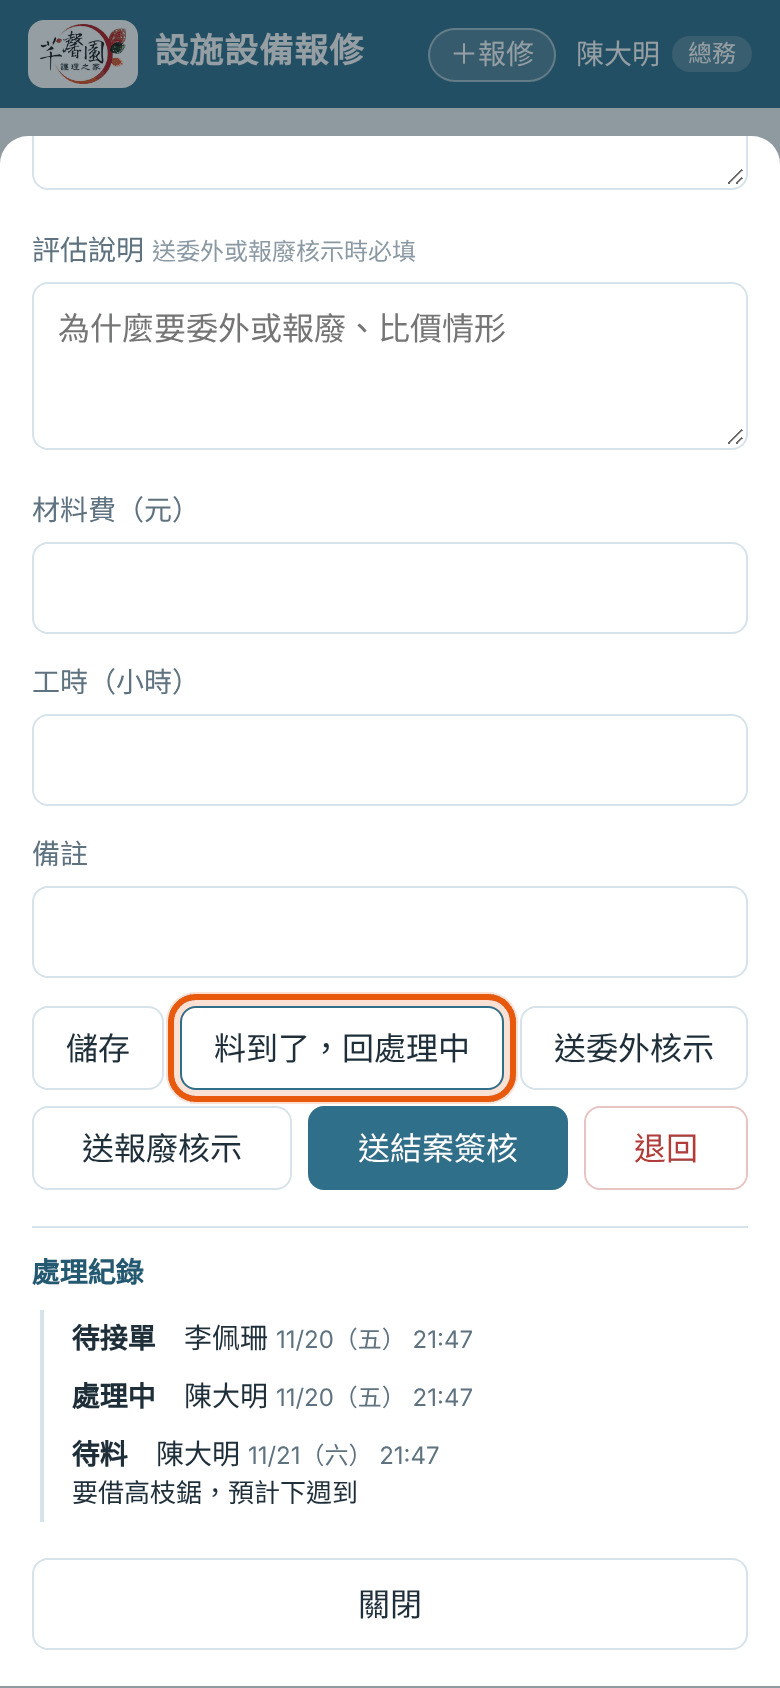 芊馨園
護理之家
設施設備報修
＋報修
陳大明
總務
評估說明 送委外或報廢核示時必填
為什麼要委外或報廢、比價情形
材料費（元）
工時（小時）
備註
儲存
料到了，回處理中
送委外核示
送報廢核示
送結案簽核
退回
處理紀錄
待接單 李佩珊 11/20（五） 21:47
處理中 陳大明 11/20（五） 21:47
待料 陳大明 11/21（六） 21:47
要借高枝鋸，預計下週到
關閉